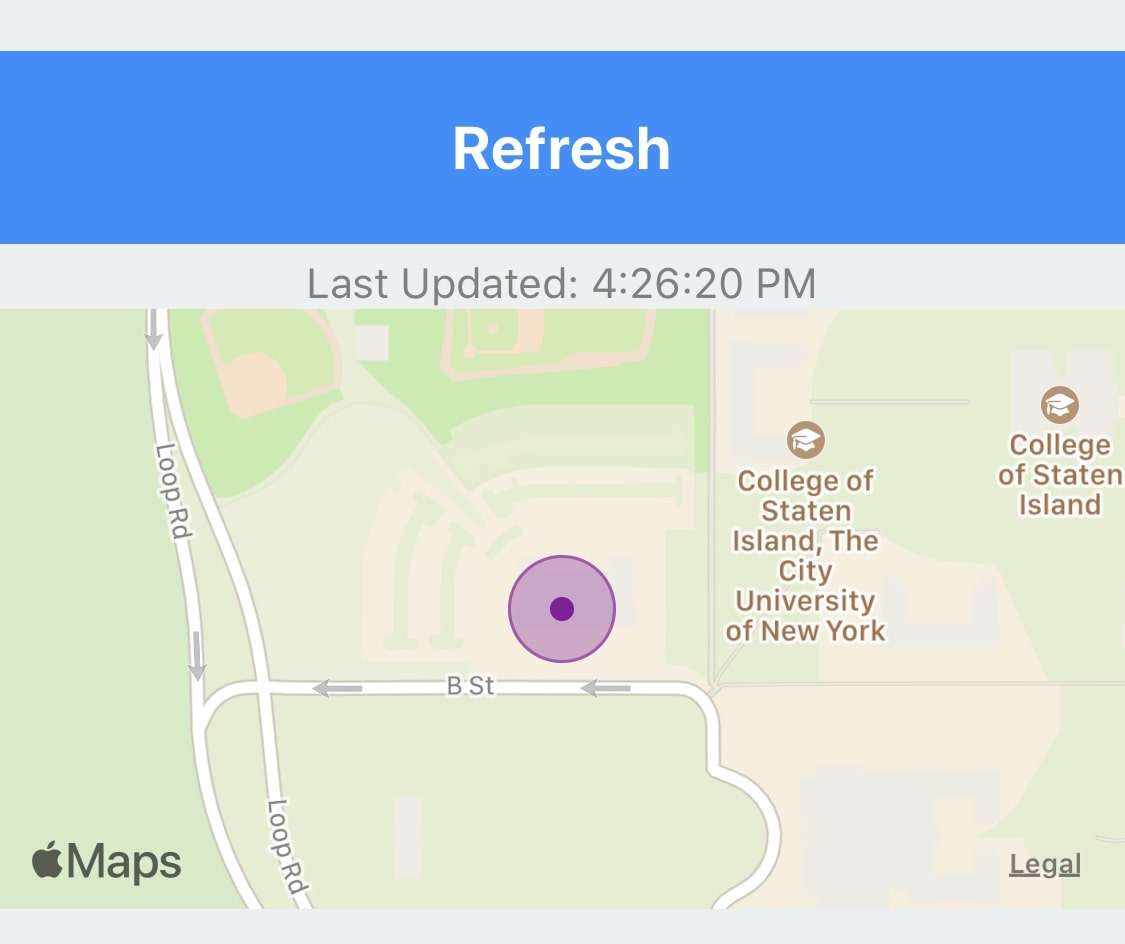 Refresh
Last Updated: 4:26:20 PM
Loop Rd
College of
Staten
Island, The
City
University
of New York
College
of Staten
Island
B St
Loop Rd
Maps
Legal